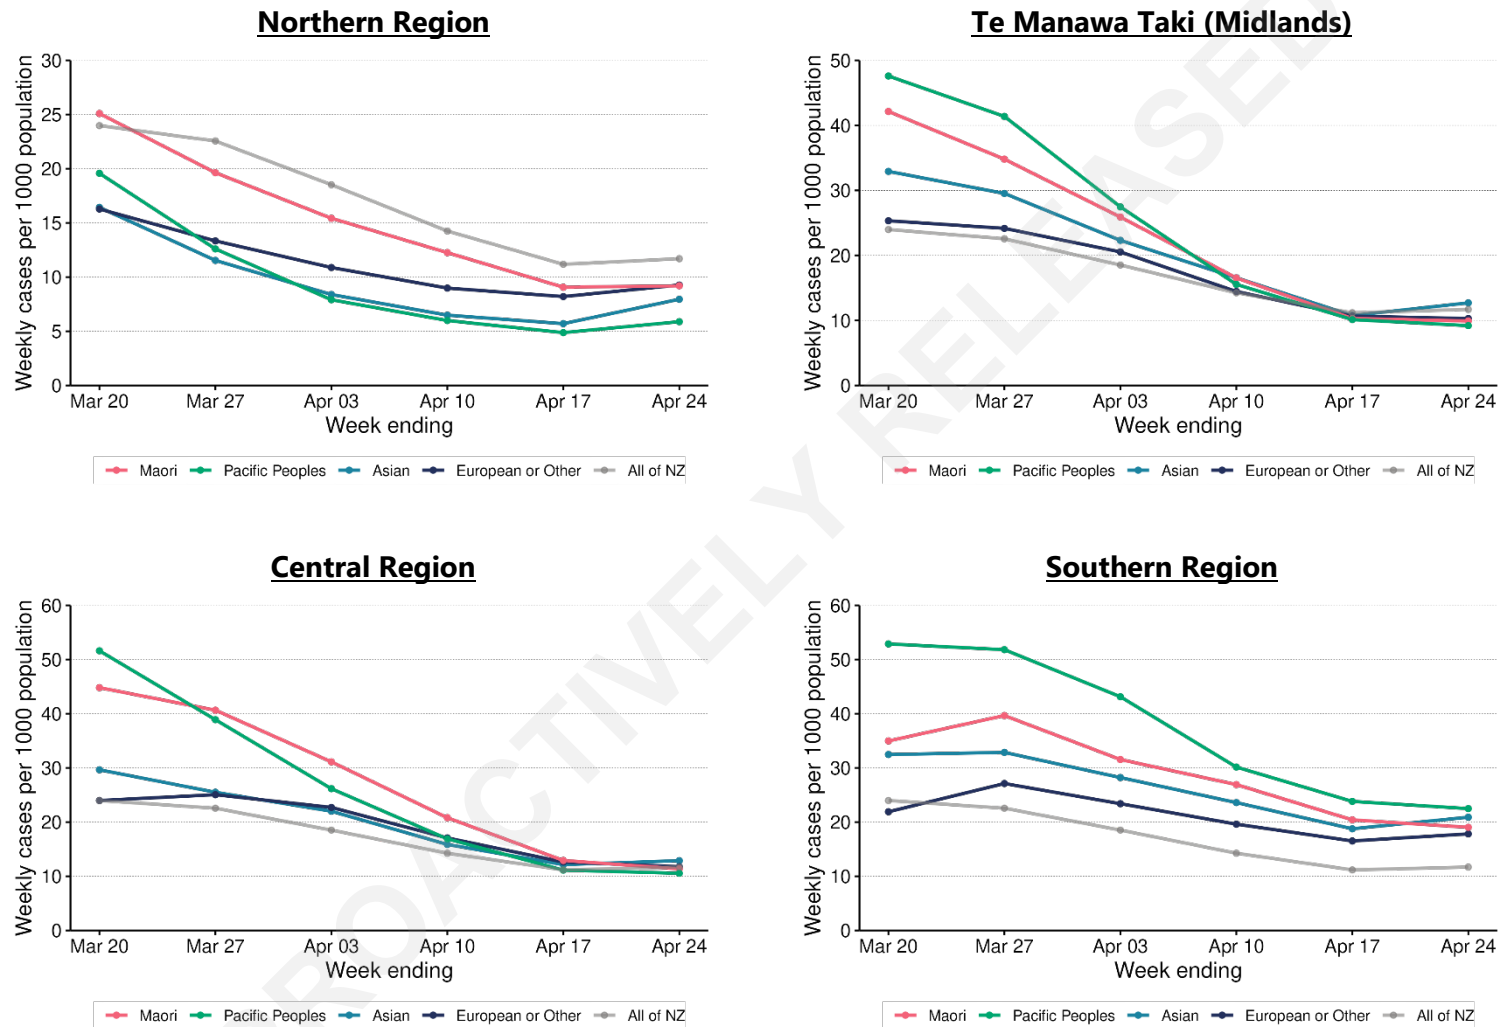 Northern Region
Weekly cases per 1000 population
30
25
20
15
10
5
0
Mar 20 Mar 27 Apr 03 Apr 10 Apr 17 Apr 24
Week ending
Maori Pacific Peoples Asian European or Other All of NZ
Te Manawa Taki (Midlands)
Weekly cases per 1000 population
50
40
30
20
10
0
Mar 20 Mar 27 Apr 03 Apr 10 Apr 17 Apr 24
Week ending
Maori Pacific Peoples Asian European or Other All of NZ
Central Region
Weekly cases per 1000 population
60
50
40
30
20
10
0
Mar 20 Mar 27 Apr 03 Apr 10 Apr 17 Apr 24
Week ending
Maori Pacific Peoples Asian European or Other All of NZ
Southern Region
Weekly cases per 1000 population
60
50
40
30
20
10
0
Mar 20 Mar 27 Apr 03 Apr 10 Apr 17 Apr 24
Week ending
Maori Pacific Peoples Asian European or Other All of NZ
PROACTIVELY RELEASED